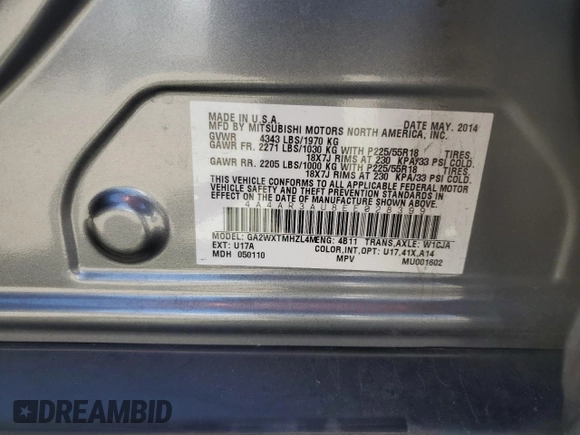 MADE IN U.S.A. DATE MAY. 2014
MFD BY MITSUBISHI MOTORS NORTH AMERICA, INC.
GVWR 4343 LBS/1970 KG
GAWR FR. 2271 LBS/1030 KG WITH P225/55R18 TIRES,
18X7J RIMS AT 230 KPA/33 PSI COLD.
GAWR RR. 2205 LBS/1000 KG WITH P225/55R18 TIRES,
18X7J RIMS AT 230 KPA/33 PSI COLD.
THIS VEHICLE CONFORMS TO ALL APPLICABLE U.S. FEDERAL MOTOR
VEHICLE SAFETY AND THEFT PREVENTION STANDARDS IN
EFFECT ON THE DATE OF MANUFACTURE SHOWN ABOVE.
4A4AR3AU8EE028399
MODEL: GA2WXTMHZL4M ENG: 4B11 TRANS,AXLE: W1CJA
EXT: U17A COLOR,INT,OPT: U17,41X,A14
MDH 050110 MPV MU001602
DREAMBID